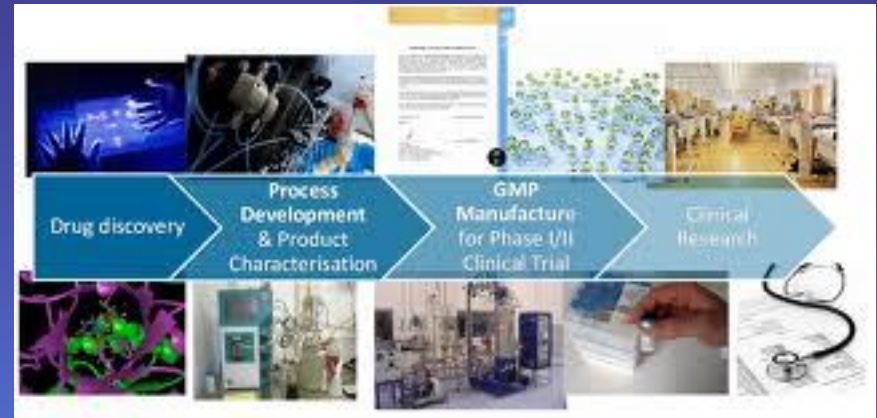 Drug discovery
Process
Development
& Product
Characterisation
GMP
Manufacture
for Phase I/II
Clinical Trial
Clinical
Research